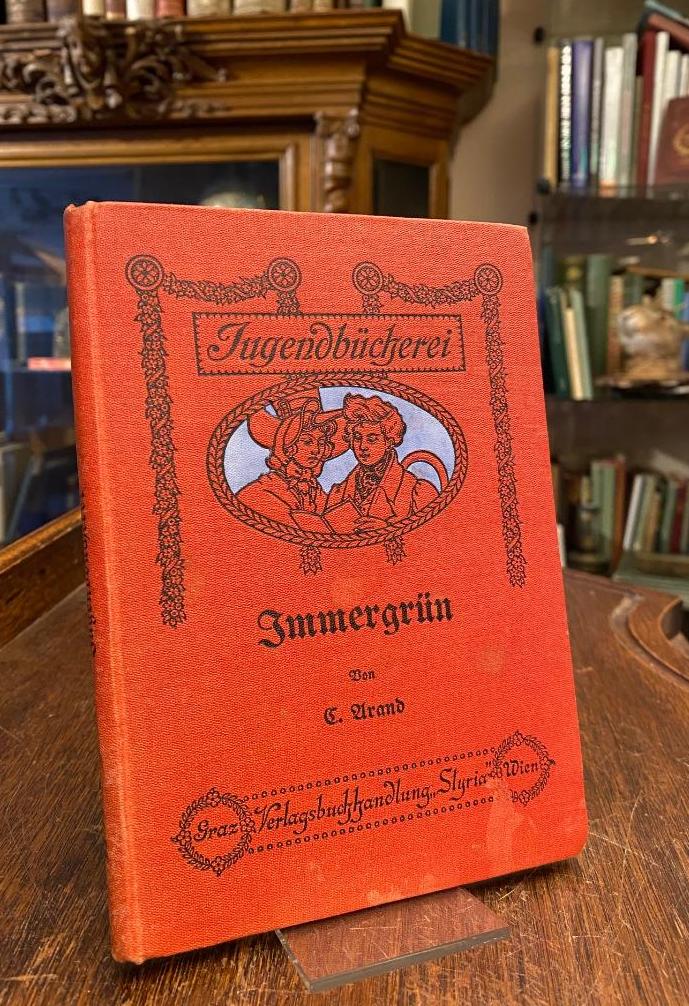 Jugendbücherei
Immergrün
Von
C. Arand
Graz Verlagsbuchhandlung „Styria" Wien